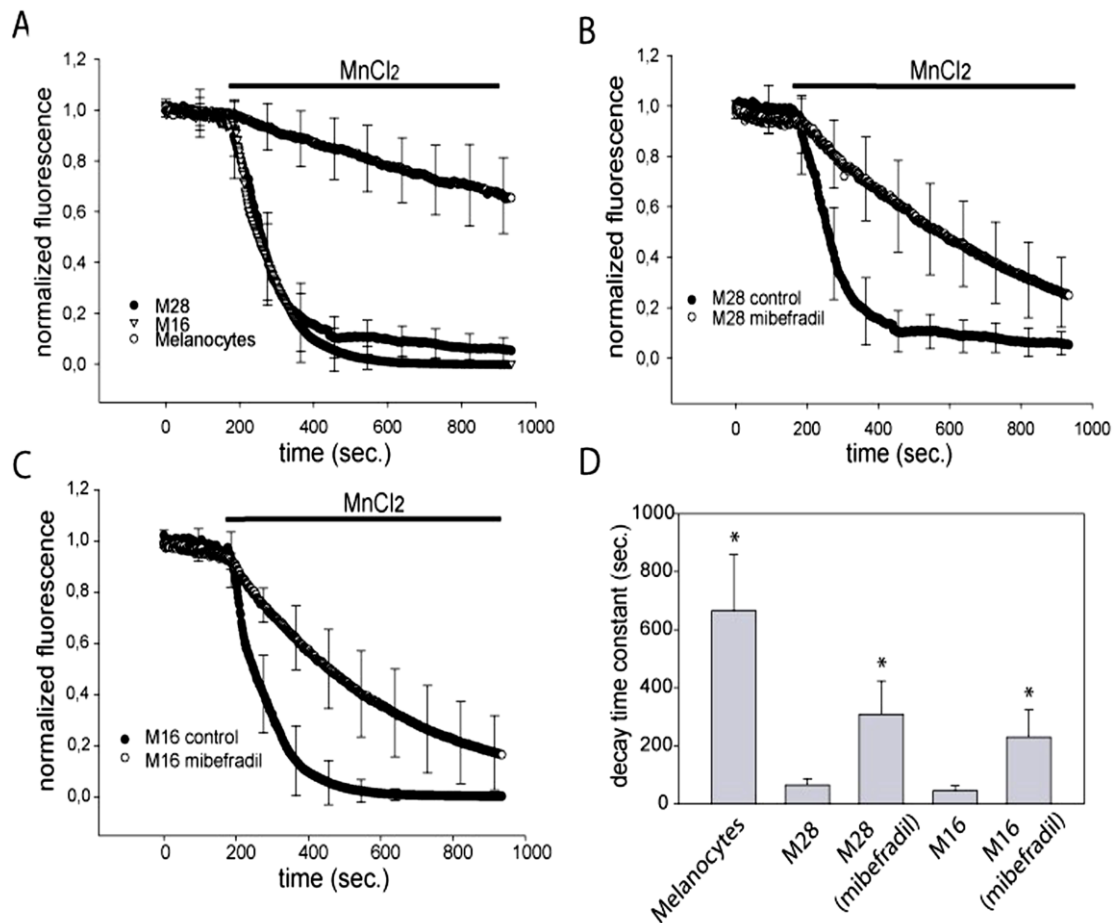 A
MnCl2
1,2
1,0
0,8
0,6
0,4
0,2
0,0
normalized fluorescence
M28
M16
Melanocytes
0 200 400 600 800 1000
time (sec.)
B
MnCl2
1,2
1,0
0,8
0,6
0,4
0,2
0,0
normalized fluorescence
M28 control
M28 mibefradil
0 200 400 600 800 1000
time (sec.)
C
MnCl2
1,2
1,0
0,8
0,6
0,4
0,2
0,0
normalized fluorescence
M16 control
M16 mibefradil
0 200 400 600 800 1000
time (sec.)
D
1000
800
600
400
200
0
decay time constant (sec.)
*
*
*
Melanocytes
M28
M28
(mibefradil)
M16
M16
(mibefradil)